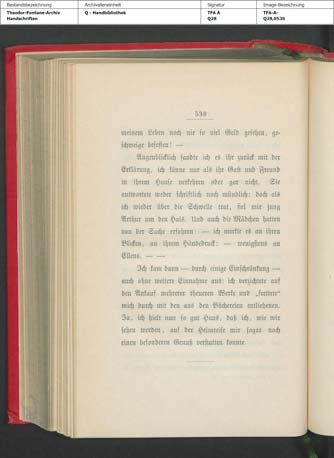 Bestandsbezeichnung Archivalieneinheit Signatur Image-Bezeichnung
Theodor-Fontane-Archiv Q - Handbibliothek TFA A TFA-A-
Handschriften Q28 Q28,0536
530
meinem Leben noch nie so viel Geld gesehen, ge-
schweige besessen! —
Augenblicklich sandte ich es ihr zurück mit der
Erklärung, ich könne nur als ihr Gast und Freund
in ihrem Hause verkehren oder gar nicht. Sie
antwortete weder schriftlich noch mündlich: doch als
ich wieder über die Schwelle trat, fiel mir jung
Arthur um den Hals. Und auch die Mädchen hatten
von der Sache erfahren: — ich merkte es an ihren
Blicken, an ihrem Händedruck: — wenigstens an
Ellens. — —
Ich kam dann — durch einige Einschränkung —
auch ohne weitere Einnahme aus: ich verzichtete auf
den Ankauf mehrerer theueren Werke und „frettete“
mich durch mit den aus den Büchereien entliehenen.
Ja, ich hielt nun so gut Haus, daß ich, wie wir
sehen werden, auf der Heimreise mir sogar noch
einen besonderen Genuß verstatten konnte.